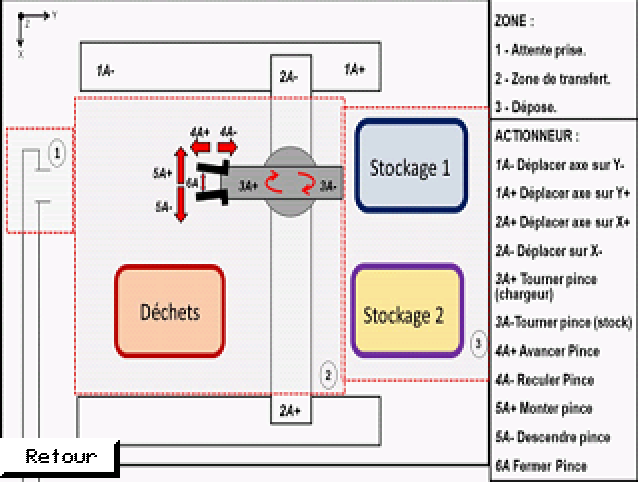 Y
Z
X
1A-
2A-
1A+
1
4A+ 4A-
5A+
6A
3A+
3A-
5A-
Stockage 1
Déchets
Stockage 2
3
2
2A+
Retour
ZONE :
1 - Attente prise.
2 - Zone de transfert.
3 - Dépose.
ACTIONNEUR :
1A- Déplacer axe sur Y-
1A+ Déplacer axe sur Y+
2A+ Déplacer axe sur X+
2A- Déplacer sur X-
3A+ Tourner pince
(chargeur)
3A-Tourner pince (stock)
4A+ Avancer Pince
4A- Reculer Pince
5A+ Monter pince
5A- Descendre pince
6A Fermer Pince